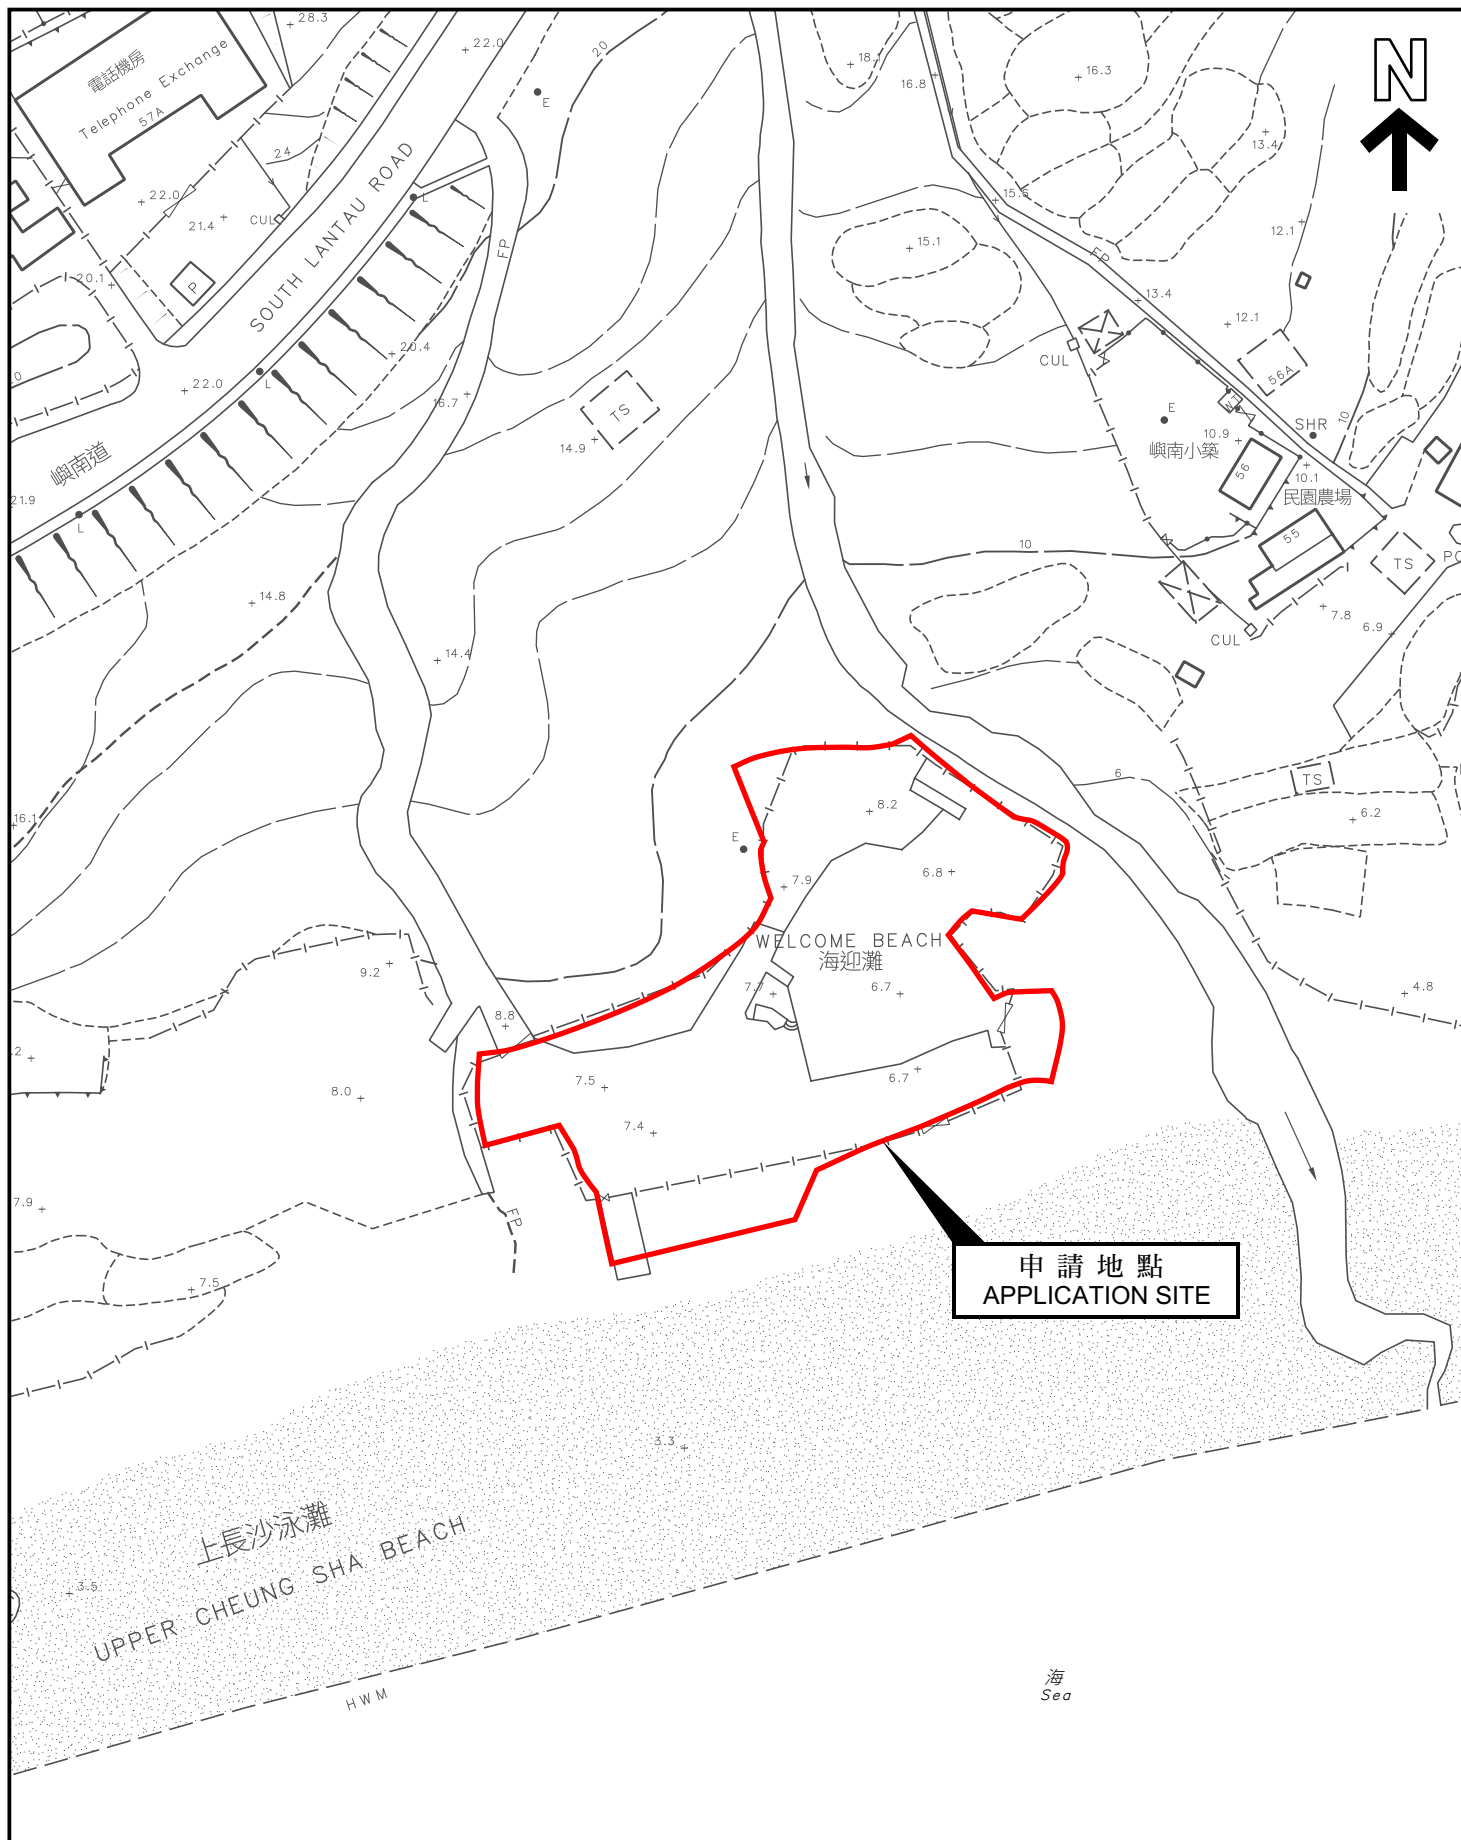 28.3
22.0
20
18.1
16.8
16.3
N
電話機房
Telephone Exchange
57A
E
13.4
24
22.0
21.4
CUL
L
15.6
12.1
15.1
FP
FP
20.1
P
SOUTH LANTAU ROAD
13.4
12.1
20.4
CUL
56A
22.0
L
16.7
TS
14.9
WT
E
SHR
10
10.9
嶼南小築
56
10.1
民園農場
嶼南道
21.9
L
10
55
TS
PO
14.8
7.8
6.9
CUL
14.4
6
TS
6.2
16.1
8.2
E
6.8
7.9
WELCOME BEACH
海迎灘
9.2
7.7
6.7
4.8
8.8
8.0
7.5
6.7
7.4
7.9
FP
申請地點
APPLICATION SITE
7.5
3.3
上長沙泳灘
UPPER CHEUNG SHA BEACH
3.5
HWM
海
Sea